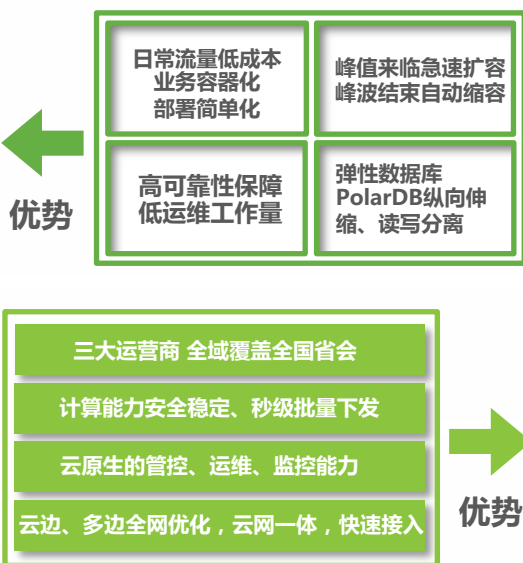 日常流量低成本
业务容器化
部署简单化
峰值来临急速扩容
峰波结束自动缩容
优势
高可靠性保障
低运维工作量
弹性数据库
PolarDB纵向伸
缩、读写分离
三大运营商 全域覆盖全国省会
计算能力安全稳定、秒级批量下发
云原生的管控、运维、监控能力
云边、多边全网优化，云网一体，快速接入
优势